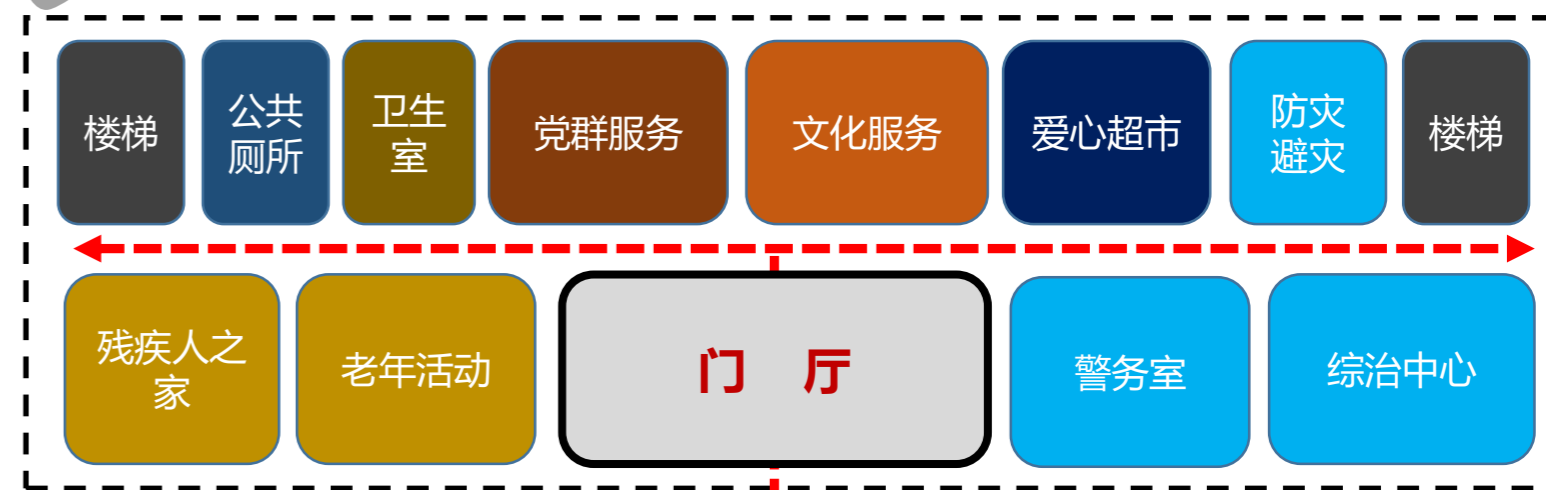 楼梯
公共
厕所
卫生
室
党群服务
文化服务
爱心超市
防灾
避灾
楼梯
残疾人之
家
老年活动
门 厅
警务室
综治中心